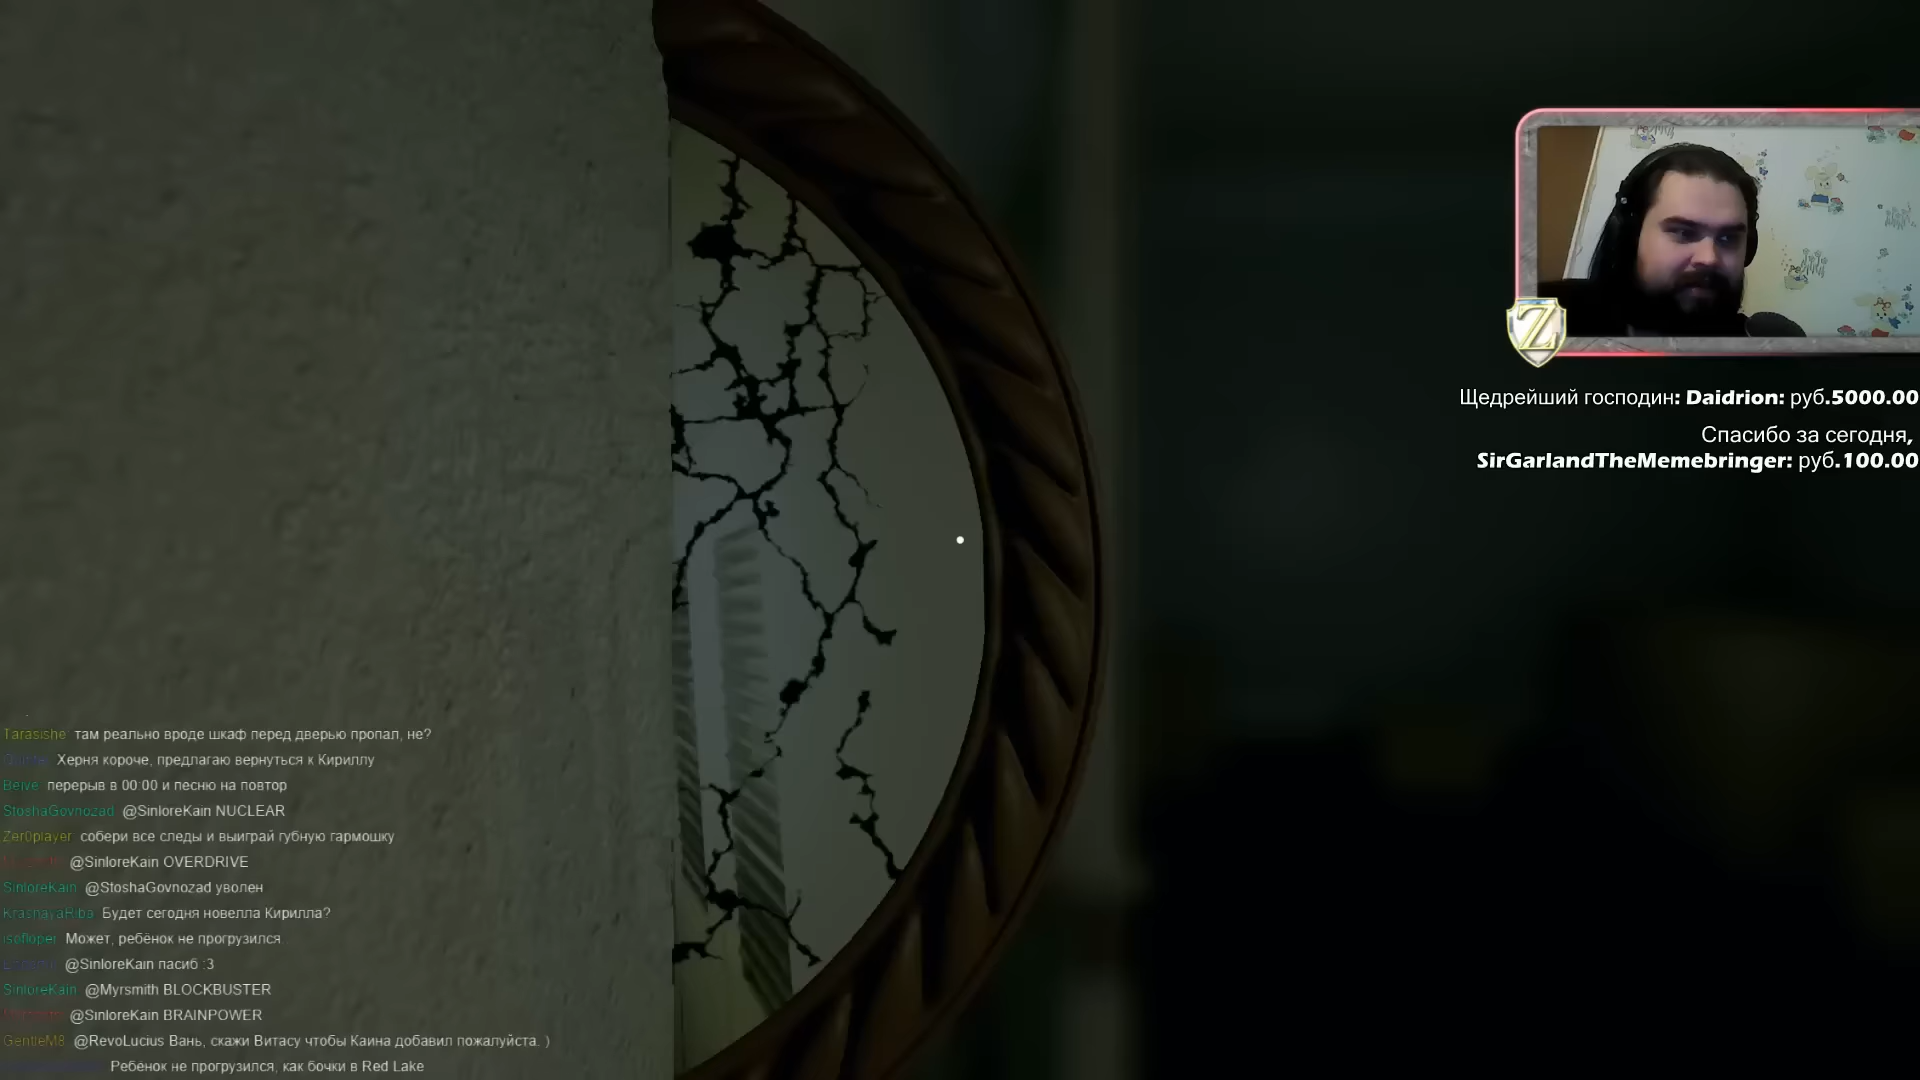 Z
Щедрейший господин: Daidrion: руб.5000.00
Спасибо за сегодня,
SirGarlandTheMemebringer: руб.100.00
Tarasishe там реально вроде шкаф перед дверью пропал, не?
Херня короче, предлагаю вернуться к Кириллу
Beive перерыв в 00:00 и песню на повтор
StoshaGovnozad @SinloreKain NUCLEAR
Zer0player собери все следы и выиграй губную гармошку
@SinloreKain OVERDRIVE
SinloreKain @StoshaGovnozad уволен
KrasnayaRiba Будет сегодня новелла Кирилла?
isofloper Может, ребёнок не прогрузился
@SinloreKain пасиб :3
SinloreKain @Myrsmith BLOCKBUSTER
@SinloreKain BRAINPOWER
GentleM8 @RevoLucius Вань, скажи Витасу чтобы Каина добавил пожалуйста. )
Ребёнок не прогрузился, как бочки в Red Lake